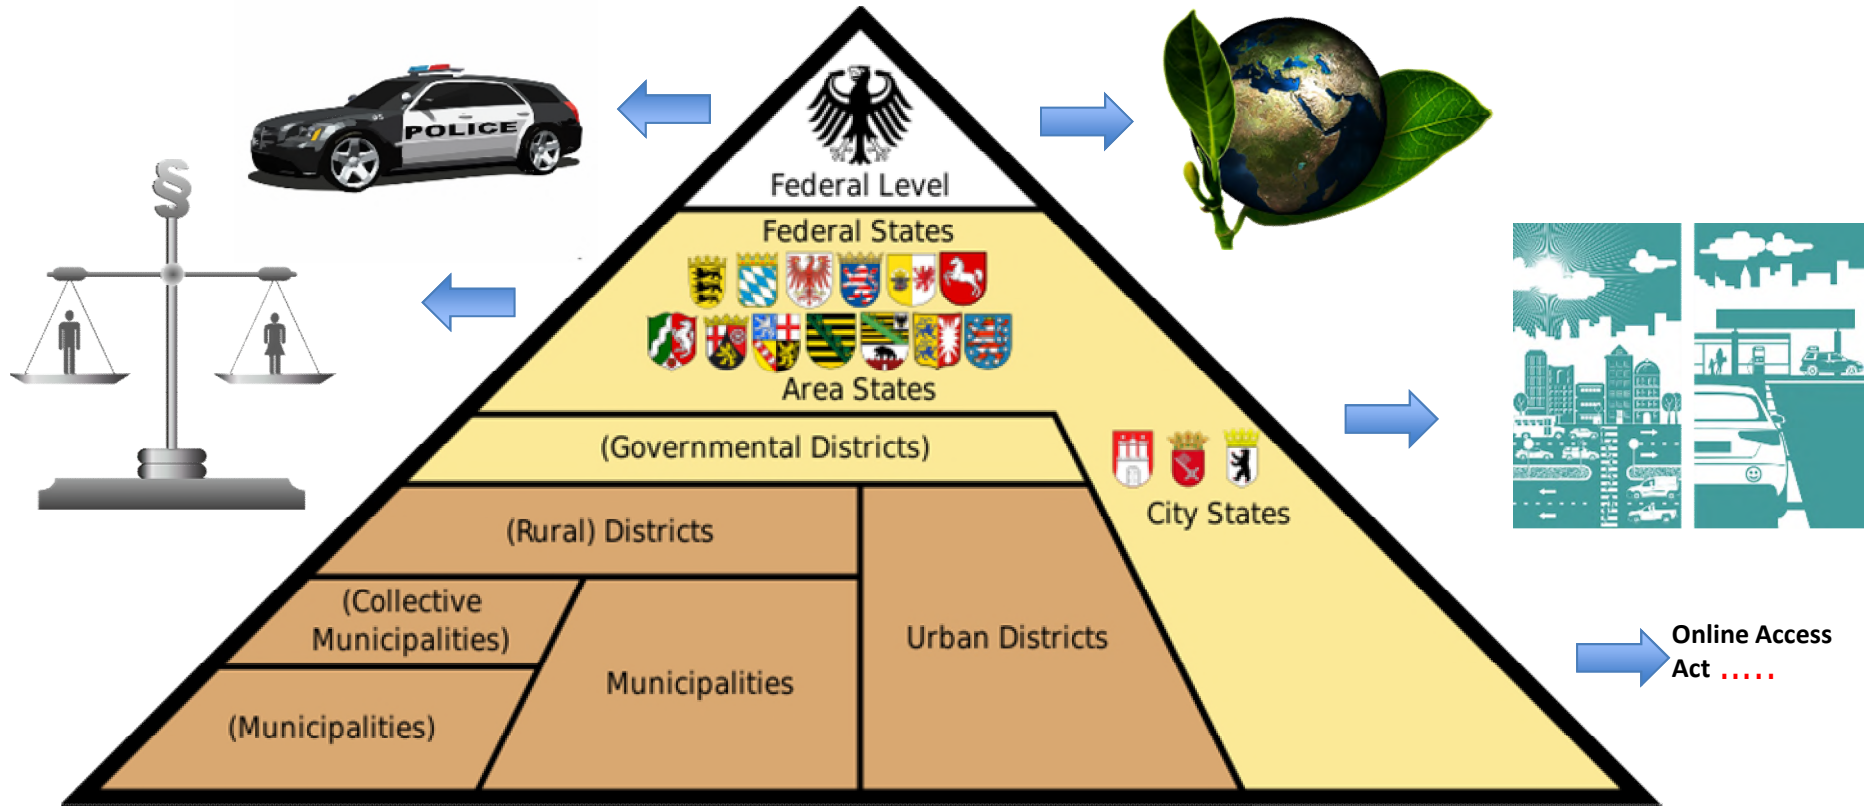 POLICE
§
Federal Level
Federal States
Area States
(Governmental Districts)
City States
(Rural) Districts
(Collective
Municipalities)
Urban Districts
Municipalities
(Municipalities)
Online Access
Act .....